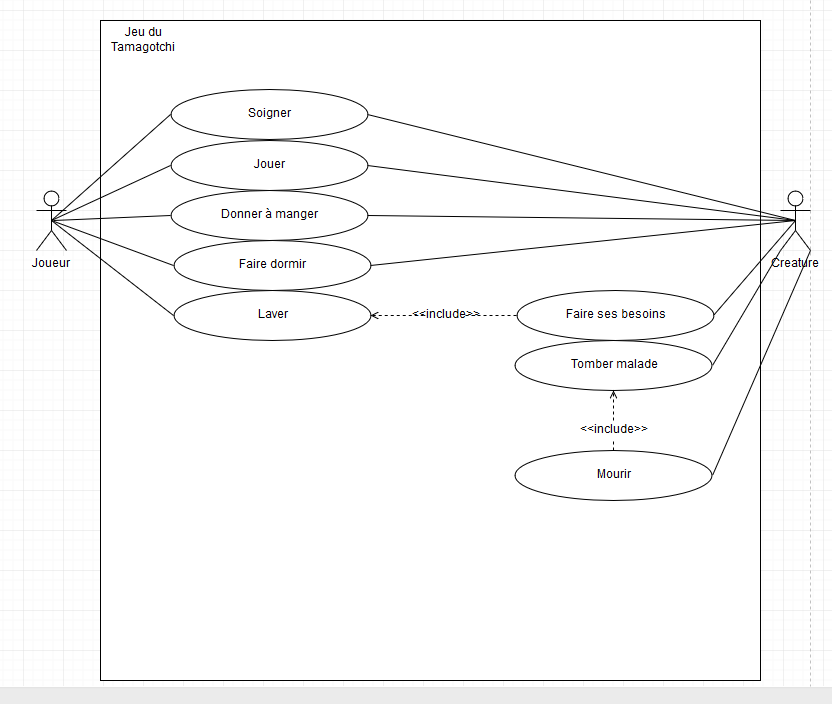 Jeu du
Tamagotchi
Soigner
Jouer
Donner à manger
Faire dormir
Joueur
Creature
Laver
<<include>>
Faire ses besoins
Tomber malade
<<include>>
Mourir